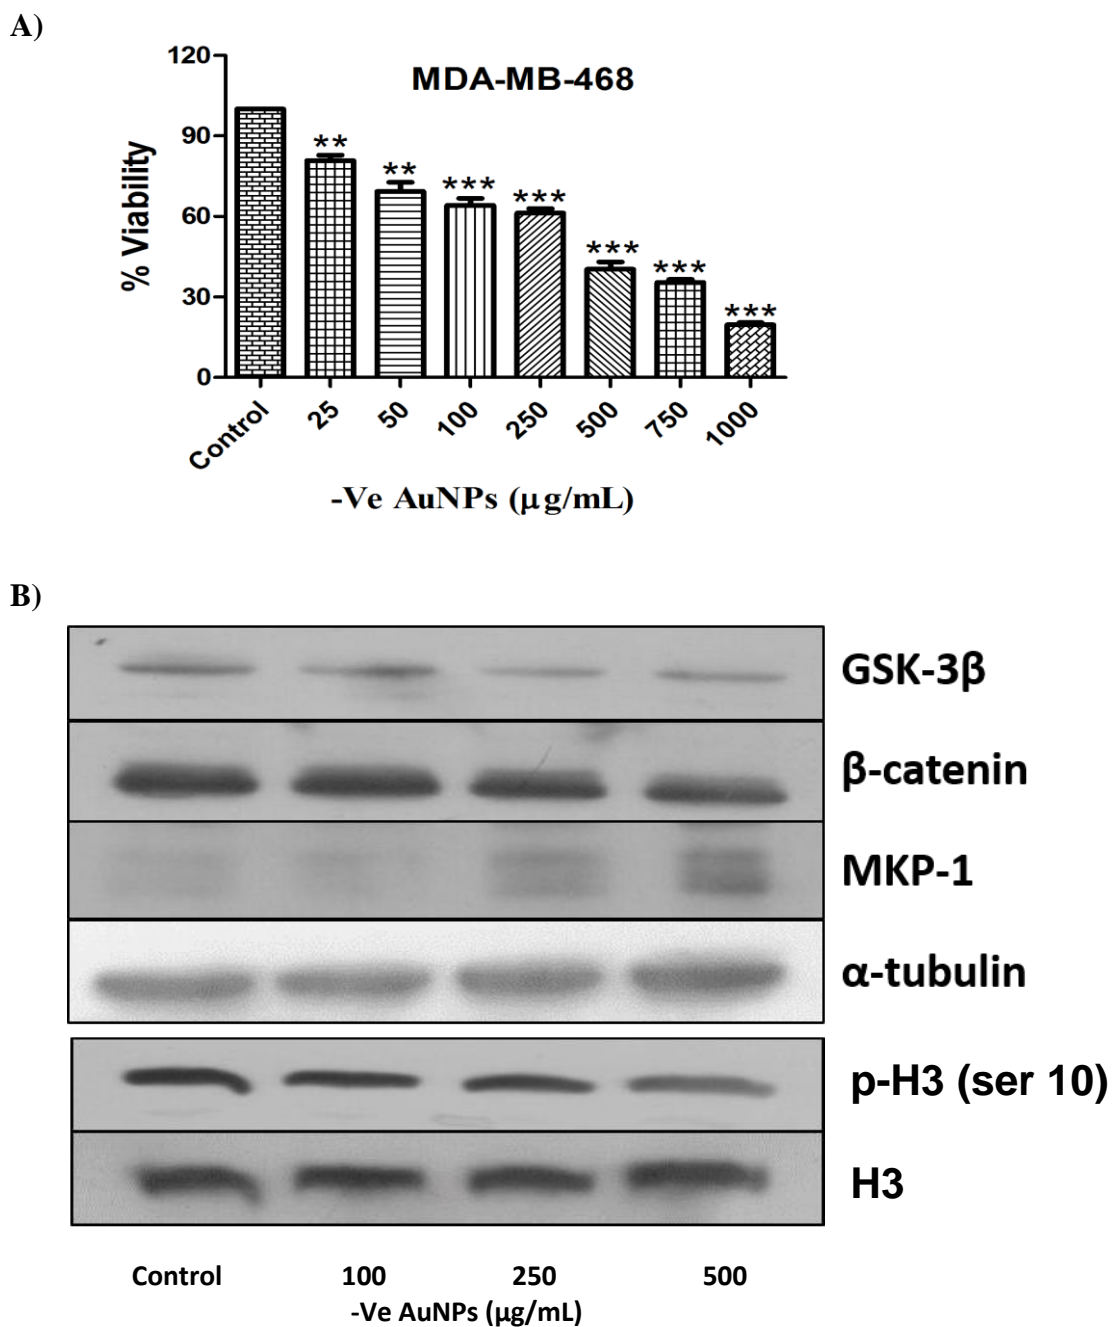 A)
MDA-MB-468
% Viability
120
90
60
30
0
**
**
***
***
***
***
***
Control
25
50
100
250
500
750
1000
-Ve AuNPs (μg/mL)
B)
GSK-3β
β-catenin
MKP-1
α-tubulin
p-H3 (ser 10)
H3
Control 100 250 500
-Ve AuNPs (μg/mL)